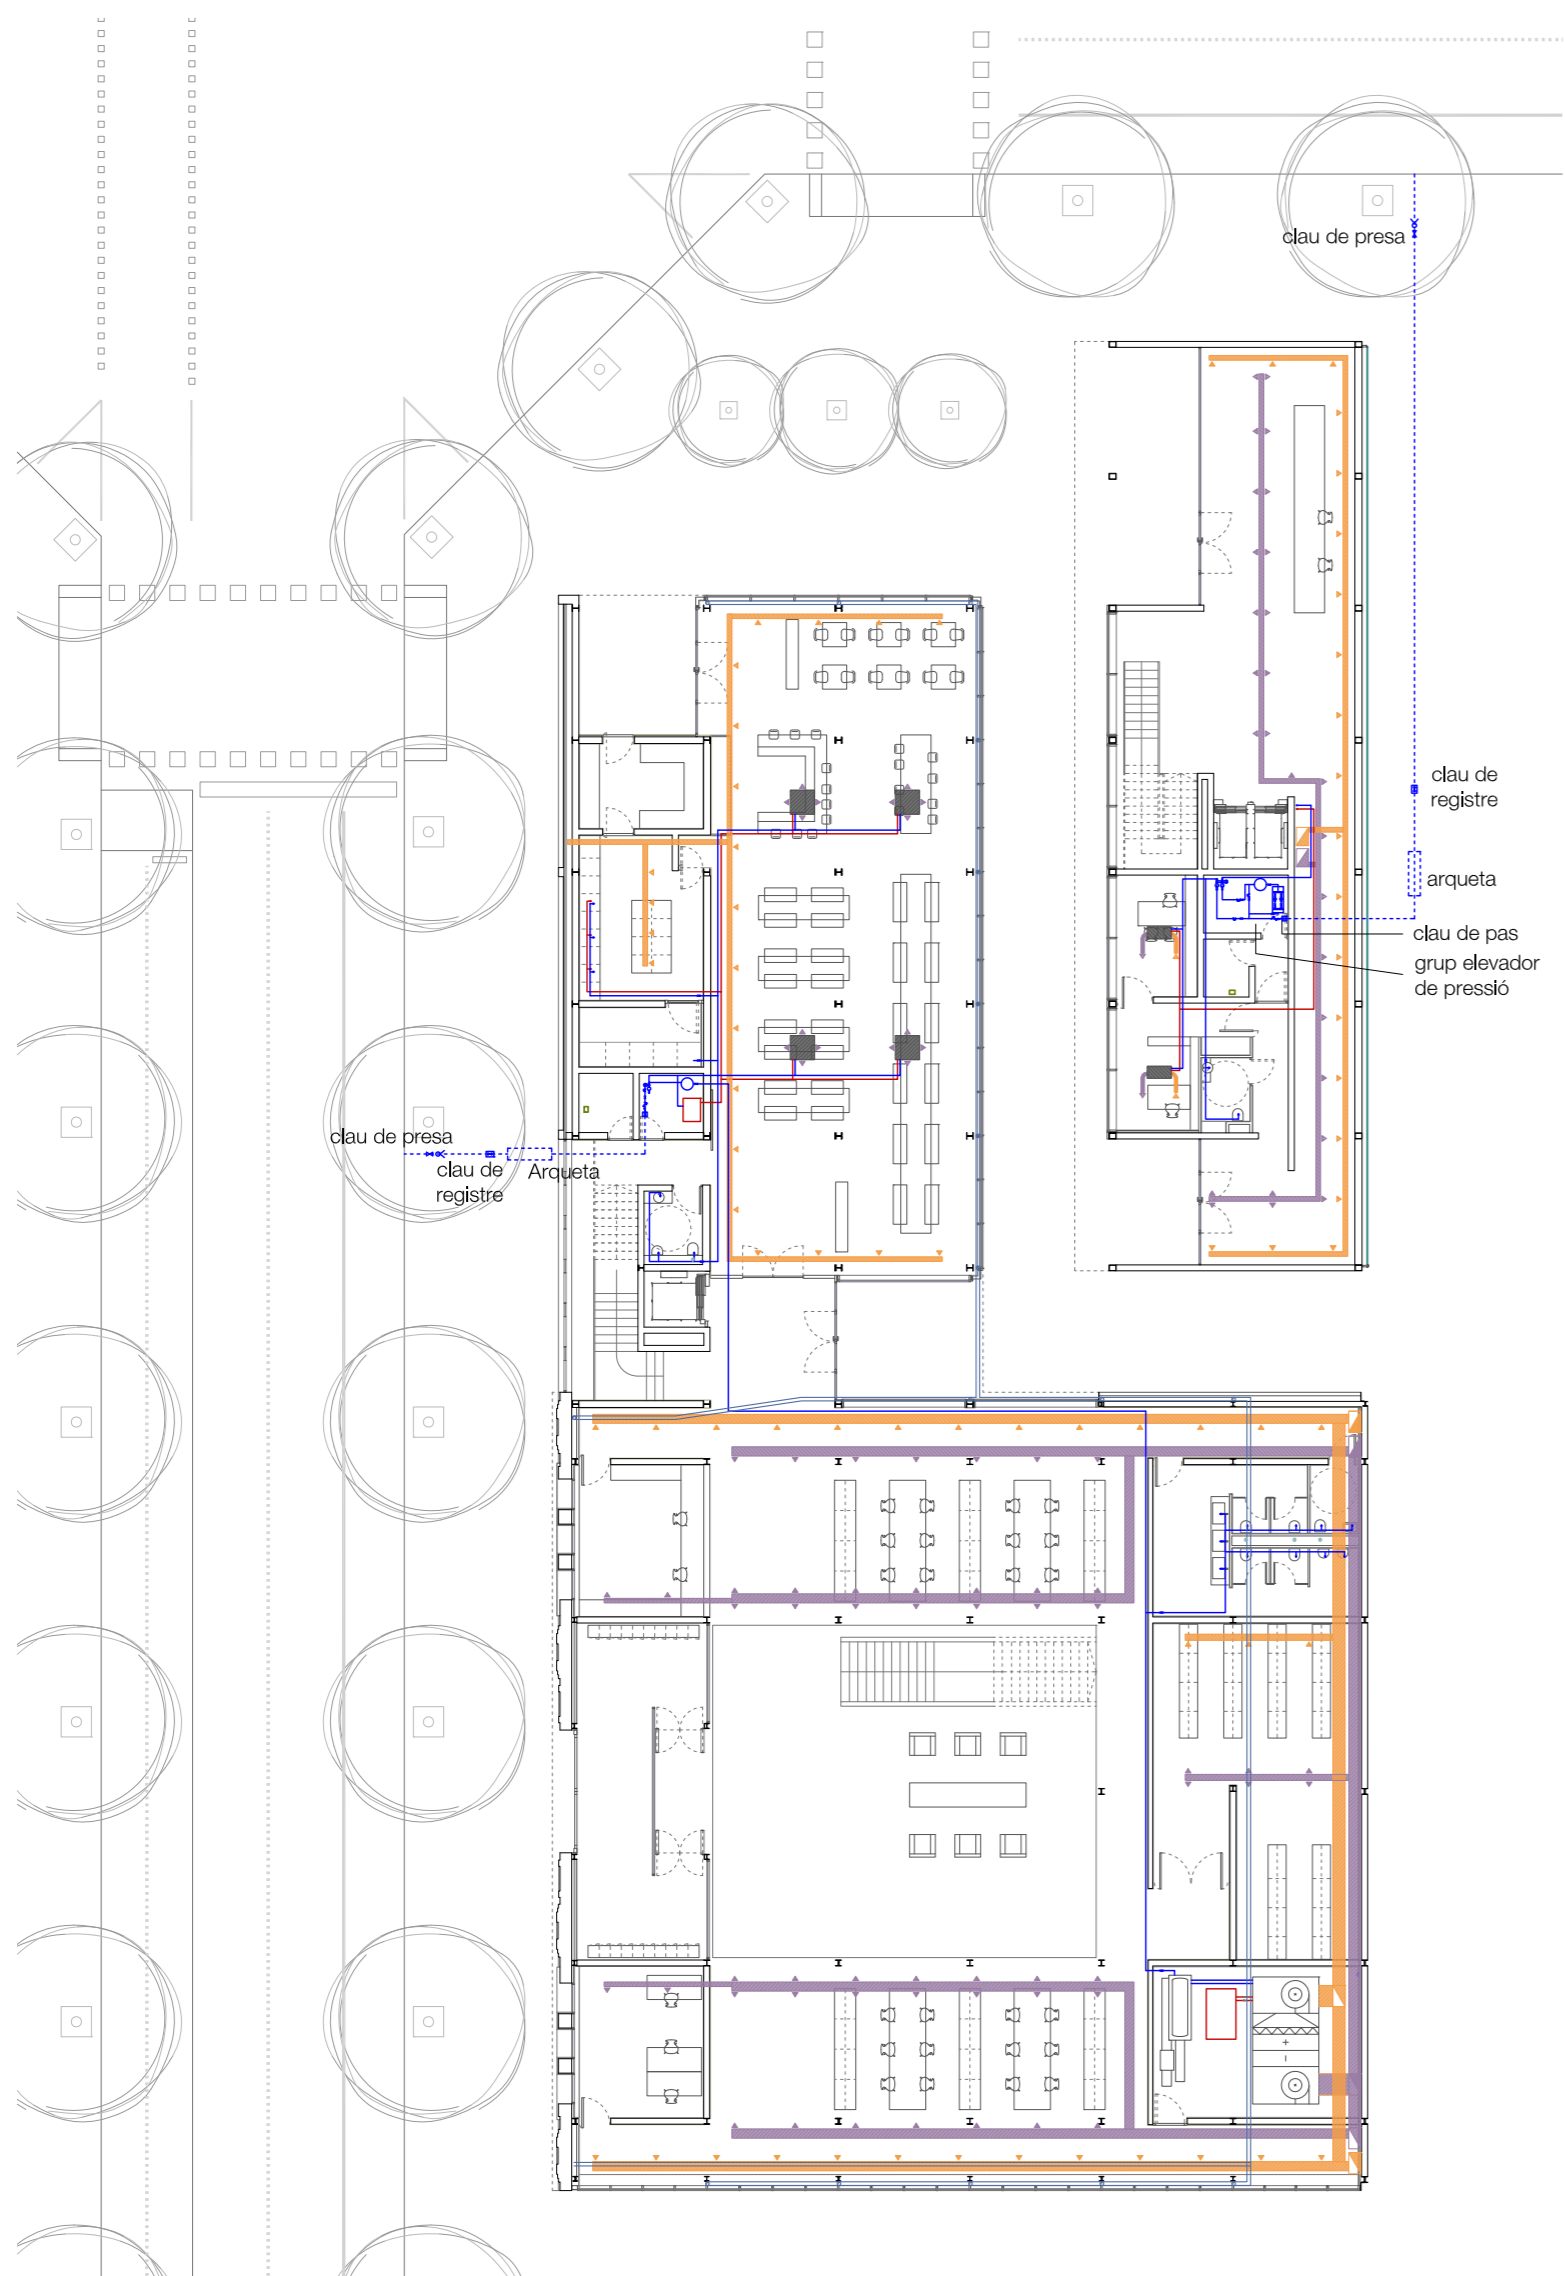 clau de presa
clau de
registre
arqueta
clau de pas
grup elevador
de pressió
clau de presa
clau de
registre
Arqueta
+
–